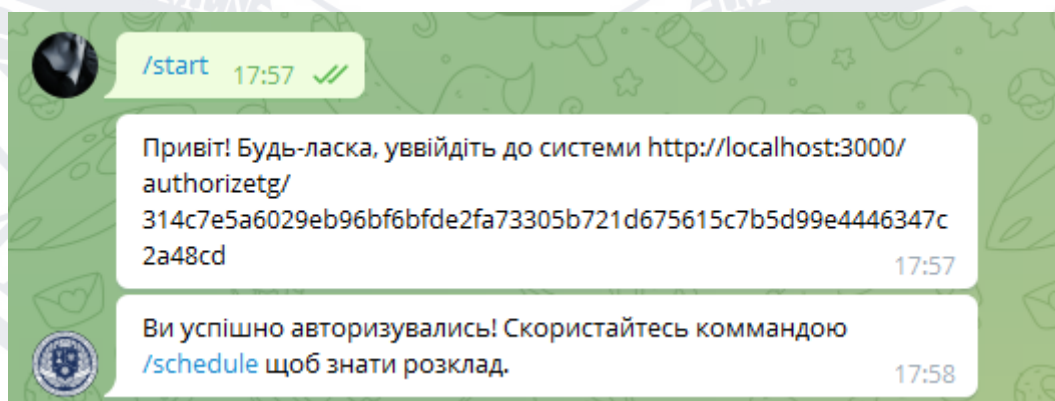 /start 17:57
Привіт! Будь-ласка, уввійдіть до системи http://localhost:3000/
authorizetg/
314c7e5a6029eb96bf6bfde2fa73305b721d675615c7b5d99e4446347c
2a48cd
17:57
Ви успішно авторизувались! Скористайтесь коммандою
/schedule щоб знати розклад.
17:58